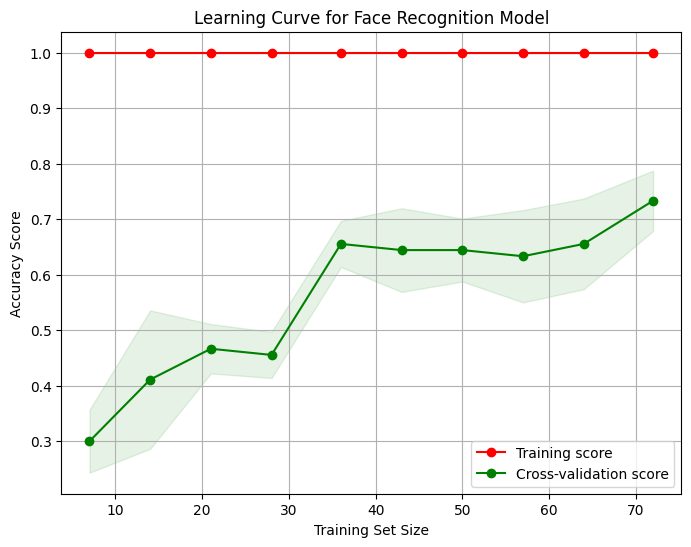 Learning Curve for Face Recognition Model
1.0
0.9
0.8
0.7
0.6
0.5
0.4
0.3
Accuracy Score
Training score
Cross-validation score
10 20 30 40 50 60 70
Training Set Size